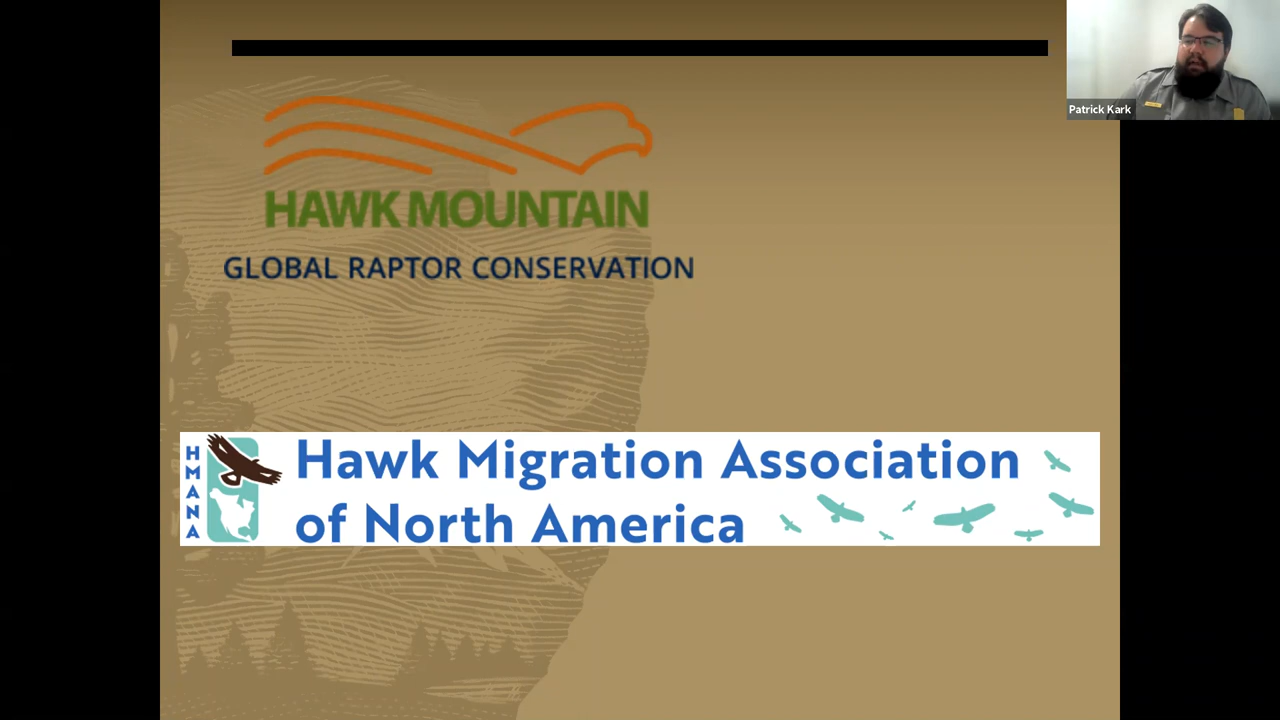 HAWK MOUNTAIN
GLOBAL RAPTOR CONSERVATION
Patrick Kark
HMANA
Hawk Migration Association
of North America